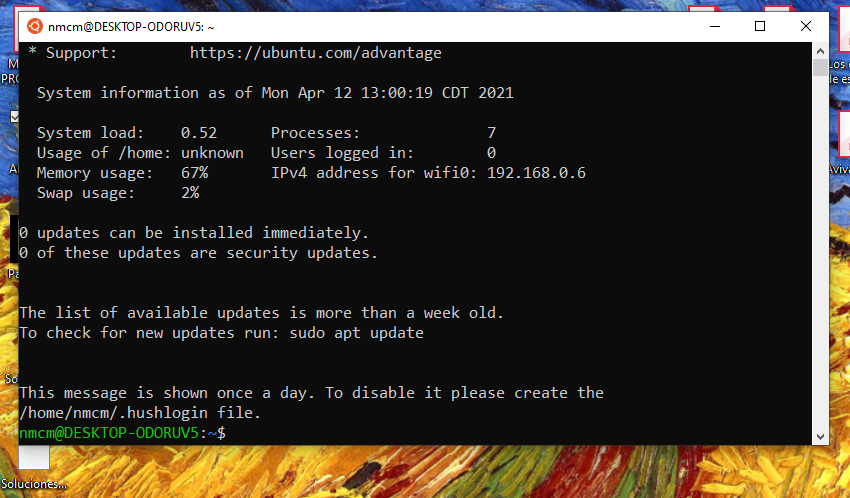 nmcm@DESKTOP-ODORUV5: ~
* Support:        https://ubuntu.com/advantage
System information as of Mon Apr 12 13:00:19 CDT 2021
System load:    0.52      Processes:              7
Usage of /home: unknown   Users logged in:        0
Memory usage:   67%       IPv4 address for wifi0: 192.168.0.6
Swap usage:     2%
0 updates can be installed immediately.
0 of these updates are security updates.
The list of available updates is more than a week old.
To check for new updates run: sudo apt update
This message is shown once a day. To disable it please create the
/home/nmcm/.hushlogin file.
nmcm@DESKTOP-ODORUV5:~$
Soluciones...